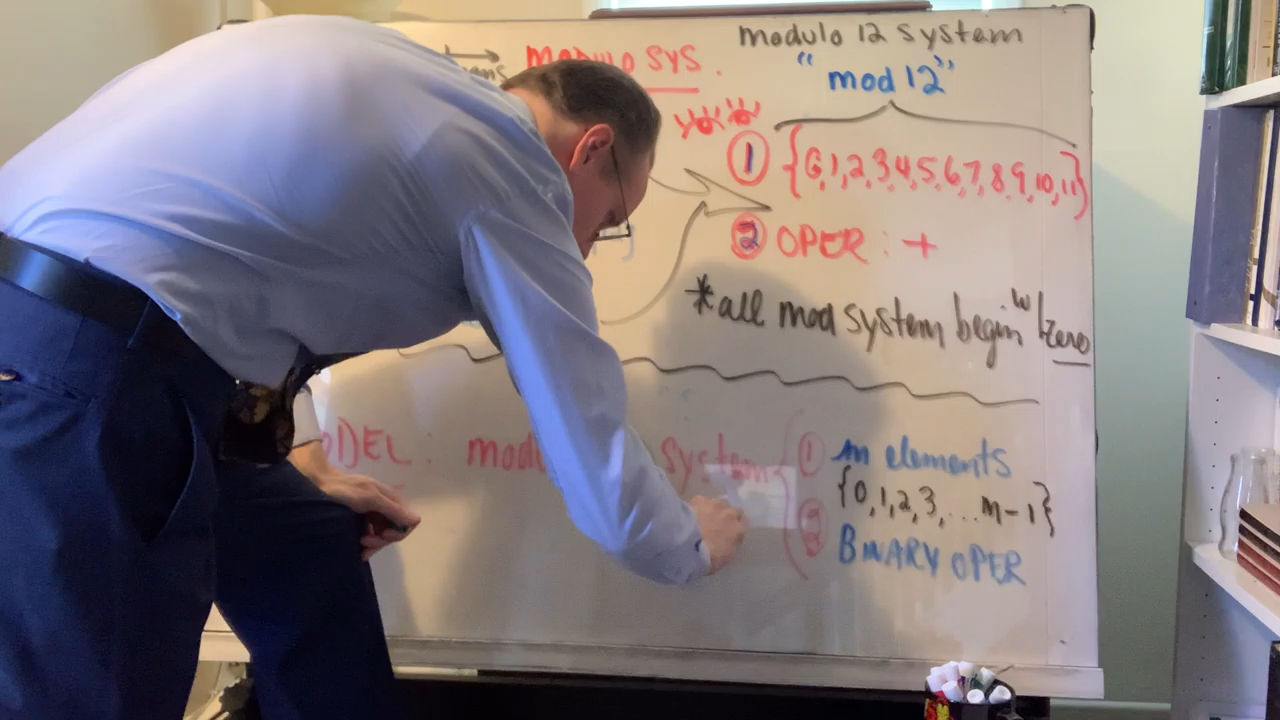 MODULO SYS.
modulo 12 system
"mod 12"
① {0,1,2,3,4,5,6,7,8,9,10,11}
② OPER: +
*all mod system begin w/zero
system { ① m elements
{0,1,2,3,...m-1}
② BINARY OPER